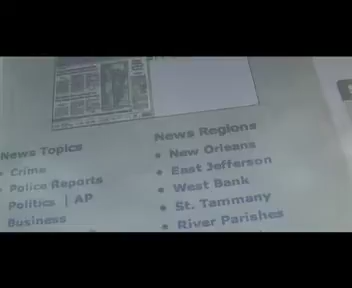 News Topics
• Crime
• Police Reports
Politics | AP
Business
News Regions
• New Orleans
• East Jefferson
• West Bank
• St. Tammany
• River Parishes